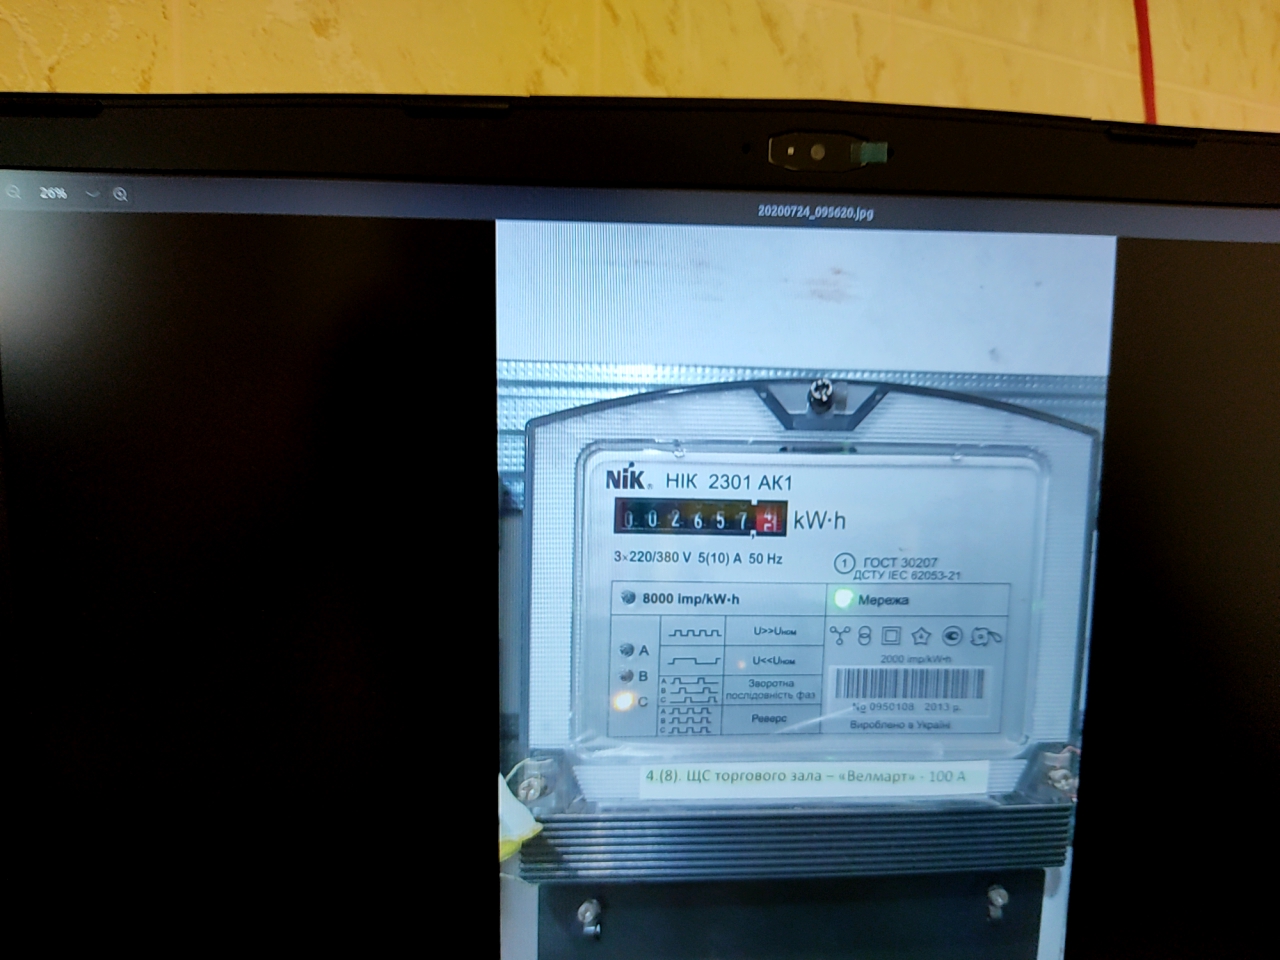 26%
20200724_095620.jpg
NiK® НІК 2301 АК1
002657 kW·h
3×220/380 V 5(10) A 50 Hz
1 ГОСТ 30207
ДСТУ IEC 62053-21
8000 imp/kW·h
Мережа
A
U>>Uном
B
U<<Uном
C
A
B
C
Зворотна
послідовність фаз
A
B
C
Реверс
2000 imp/kW·h
№ 0950108 2013 р.
Вироблено в Україні
4.(8). ЩС торгового зала – «Велмарт» - 100 А